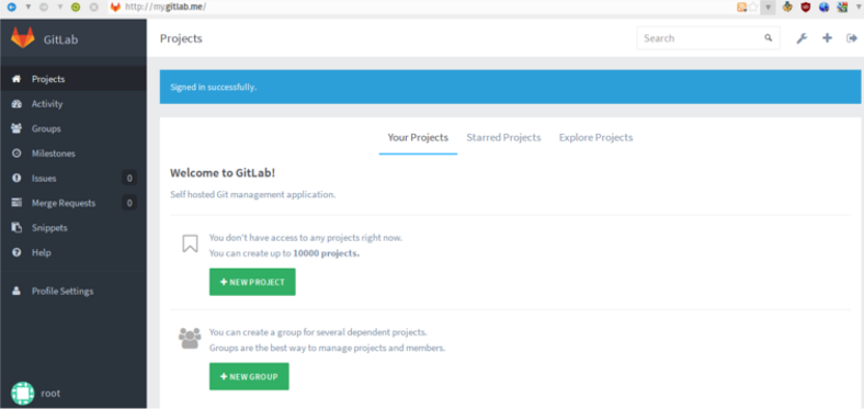 http://my.gitlab.me/
GitLab
Projects
Search
Projects
Activity
Groups
Milestones
Issues 0
Merge Requests 0
Snippets
Help
Profile Settings
root
Signed in successfully.
Your Projects Starred Projects Explore Projects
Welcome to GitLab!
Self hosted Git management application.
You don't have access to any projects right now.
You can create up to 10000 projects.
+ NEW PROJECT
You can create a group for several dependent projects.
Groups are the best way to manage projects and members.
+ NEW GROUP